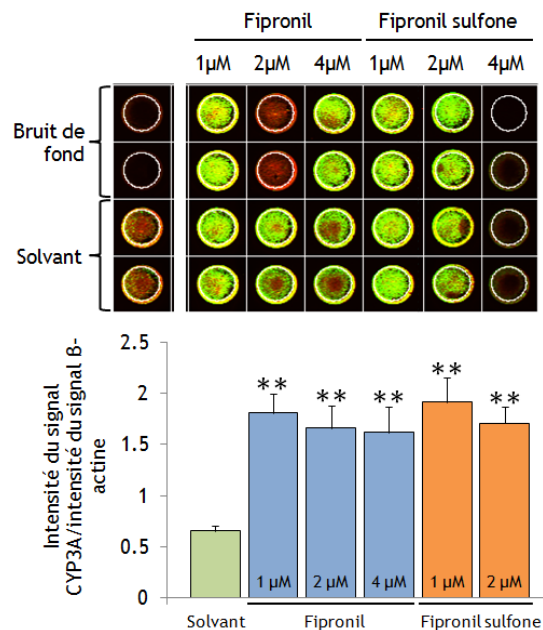 Fipronil Fipronil sulfone
1µM 2µM 4µM 1µM 2µM 4µM
Bruit de
fond
Solvant
Intensité du signal
CYP3A/intensité du signal B-
actine
2.5
2
1.5
1
0.5
0
** ** ** ** **
1 µM 2 µM 4 µM 1 µM 2 µM
Solvant Fipronil Fipronil sulfone